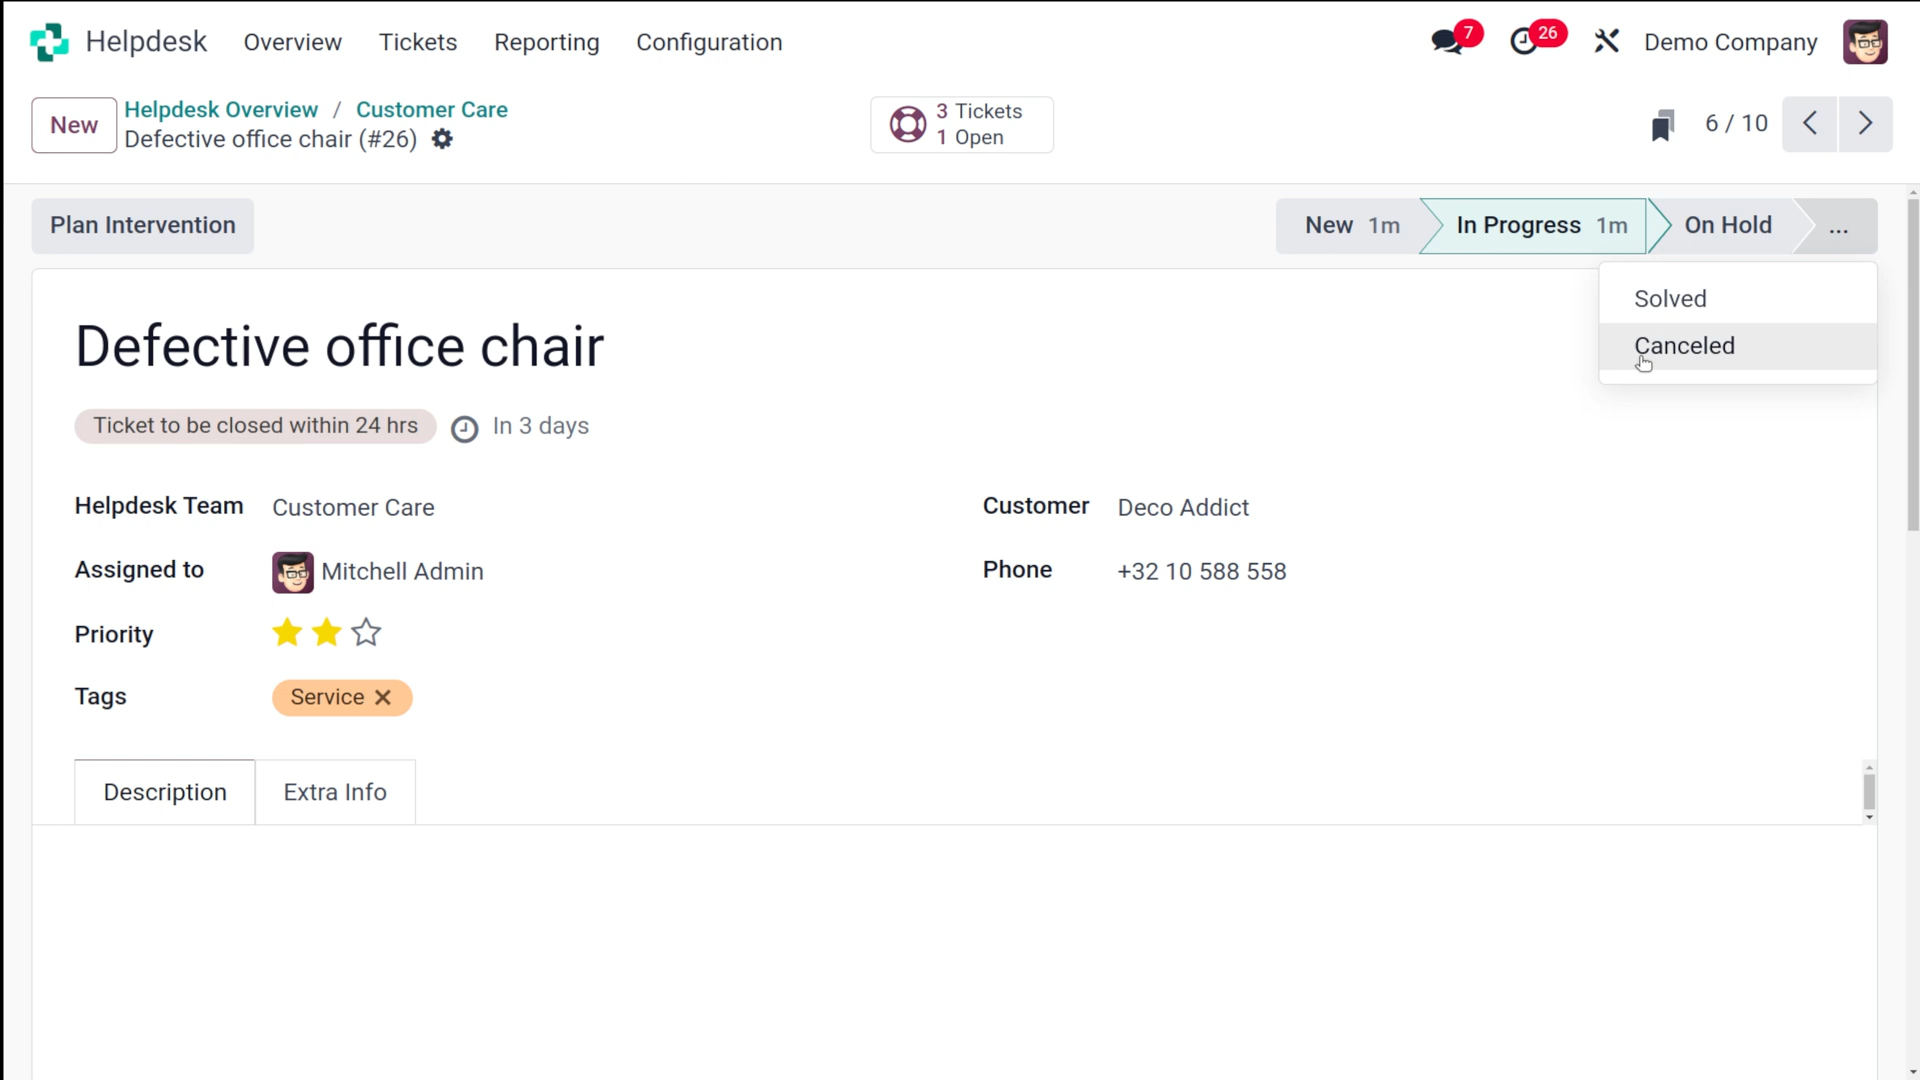 Helpdesk Overview Tickets Reporting Configuration 7 26 Demo Company
New
Helpdesk Overview / Customer Care
Defective office chair (#26)
3 Tickets
1 Open
6 / 10
Plan Intervention
New 1m In Progress 1m On Hold ...
Solved
Canceled
Defective office chair
Ticket to be closed within 24 hrs In 3 days
Helpdesk Team Customer Care
Customer Deco Addict
Assigned to Mitchell Admin
Phone +32 10 588 558
Priority
Tags Service
Description Extra Info